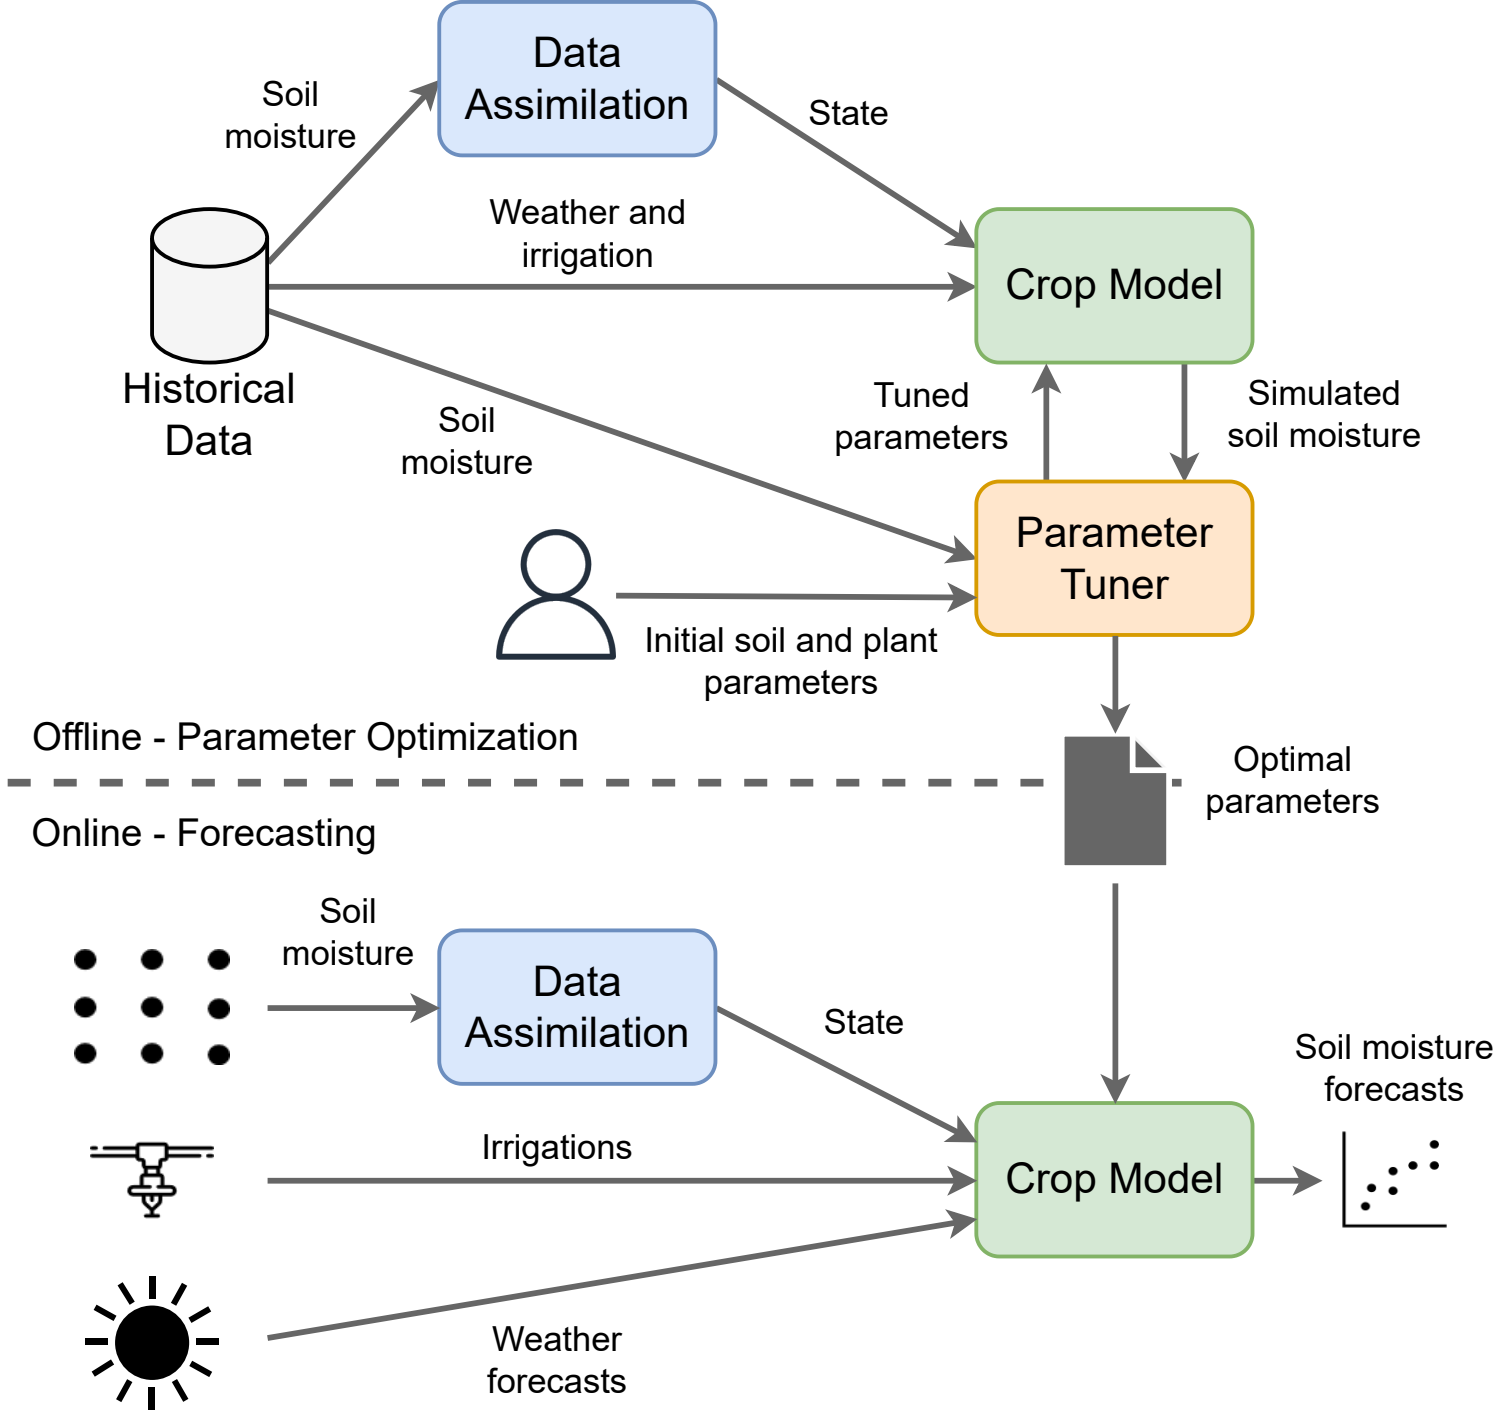 Data
Assimilation
Soil
moisture
State
Weather and
irrigation
Crop Model
Historical
Data
Tuned
parameters
Simulated
soil moisture
Soil
moisture
Parameter
Tuner
Initial soil and plant
parameters
Offline - Parameter Optimization
Optimal
parameters
Online - Forecasting
Soil
moisture
Data
Assimilation
State
Soil moisture
forecasts
Irrigations
Crop Model
Weather
forecasts